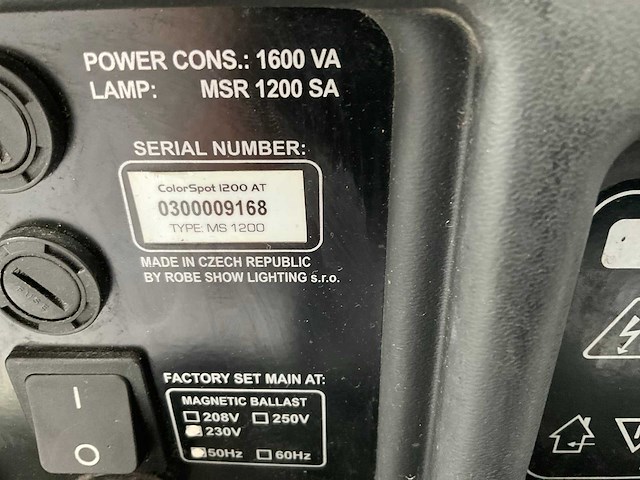 POWER CONS.: 1600 VA
LAMP: MSR 1200 SA
SERIAL NUMBER:
ColorSpot 1200 AT
0300009168
TYPE: MS 1200
MADE IN CZECH REPUBLIC
BY ROBE SHOW LIGHTING s.r.o.
FACTORY SET MAIN AT:
MAGNETIC BALLAST
208V 250V
230V
50Hz 60Hz
I
O